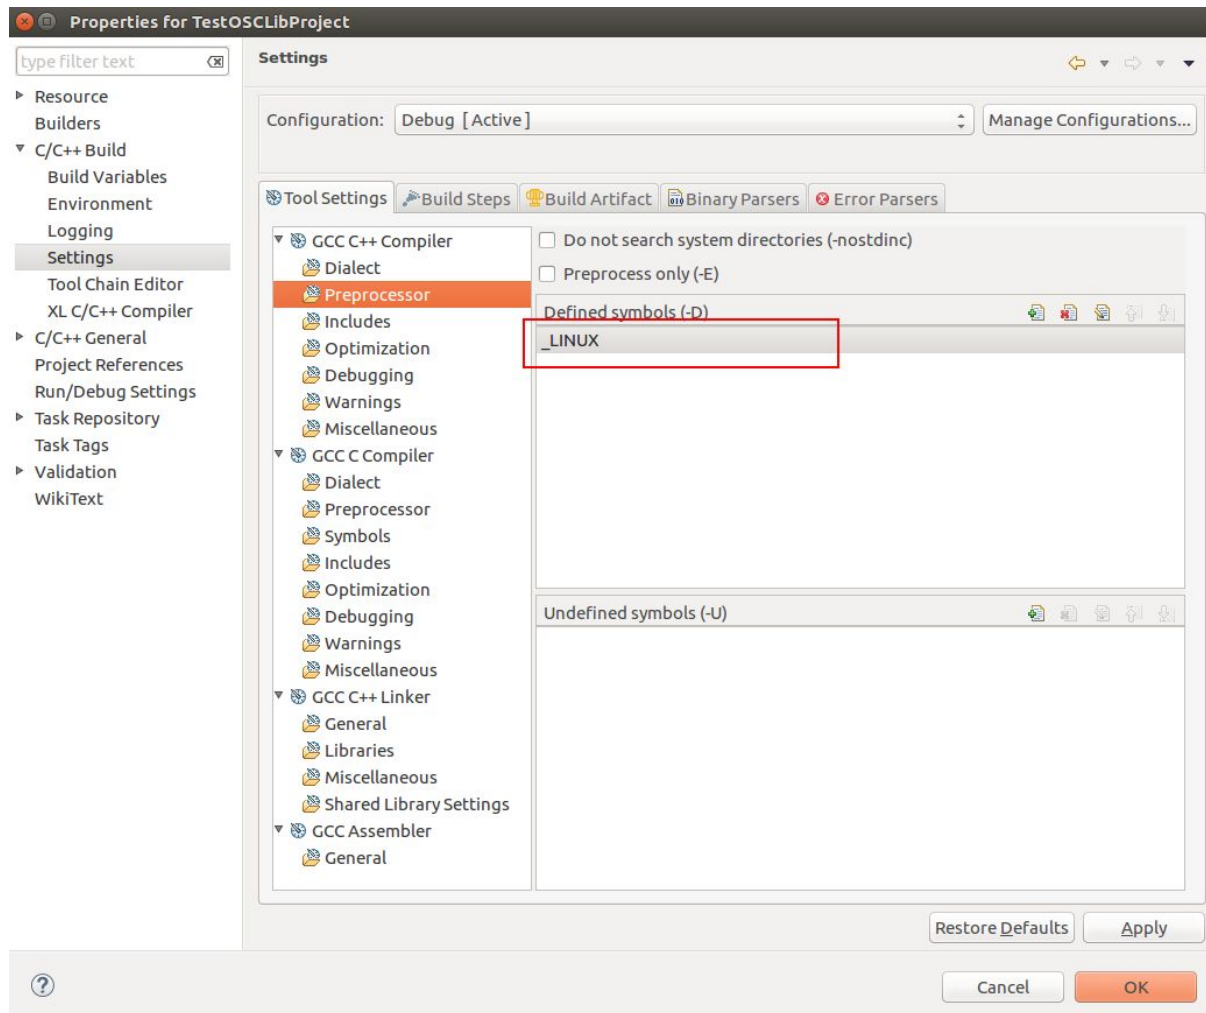 Properties for TestOSCLibProject
type filter text
Resource
Builders
C/C++ Build
Build Variables
Environment
Logging
Settings
Tool Chain Editor
XL C/C++ Compiler
C/C++ General
Project References
Run/Debug Settings
Task Repository
Task Tags
Validation
WikiText
Settings
Configuration: Debug [ Active ] Manage Configurations...
Tool Settings Build Steps Build Artifact Binary Parsers Error Parsers
GCC C++ Compiler
Dialect
Preprocessor
Includes
Optimization
Debugging
Warnings
Miscellaneous
GCC C Compiler
Dialect
Preprocessor
Symbols
Includes
Optimization
Debugging
Warnings
Miscellaneous
GCC C++ Linker
General
Libraries
Miscellaneous
Shared Library Settings
GCC Assembler
General
Do not search system directories (-nostdinc)
Preprocess only (-E)
Defined symbols (-D)
_LINUX
Undefined symbols (-U)
Restore Defaults Apply
Cancel OK